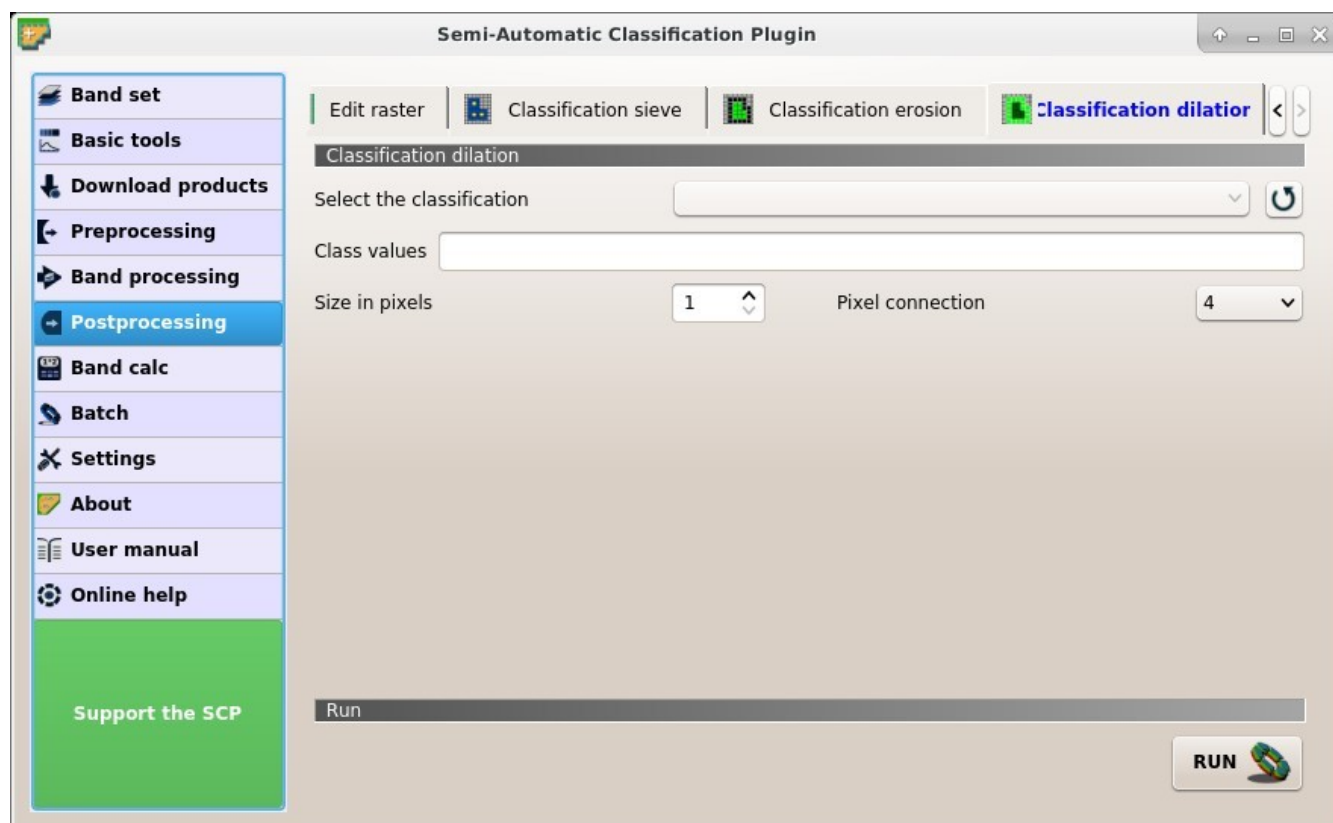 Semi-Automatic Classification Plugin
Band set
Basic tools
Download products
Preprocessing
Band processing
Postprocessing
Band calc
Batch
Settings
About
User manual
Online help
Support the SCP
Edit raster Classification sieve Classification erosion Classification dilation
Classification dilation
Select the classification
Class values
Size in pixels 1 Pixel connection 4
Run
RUN